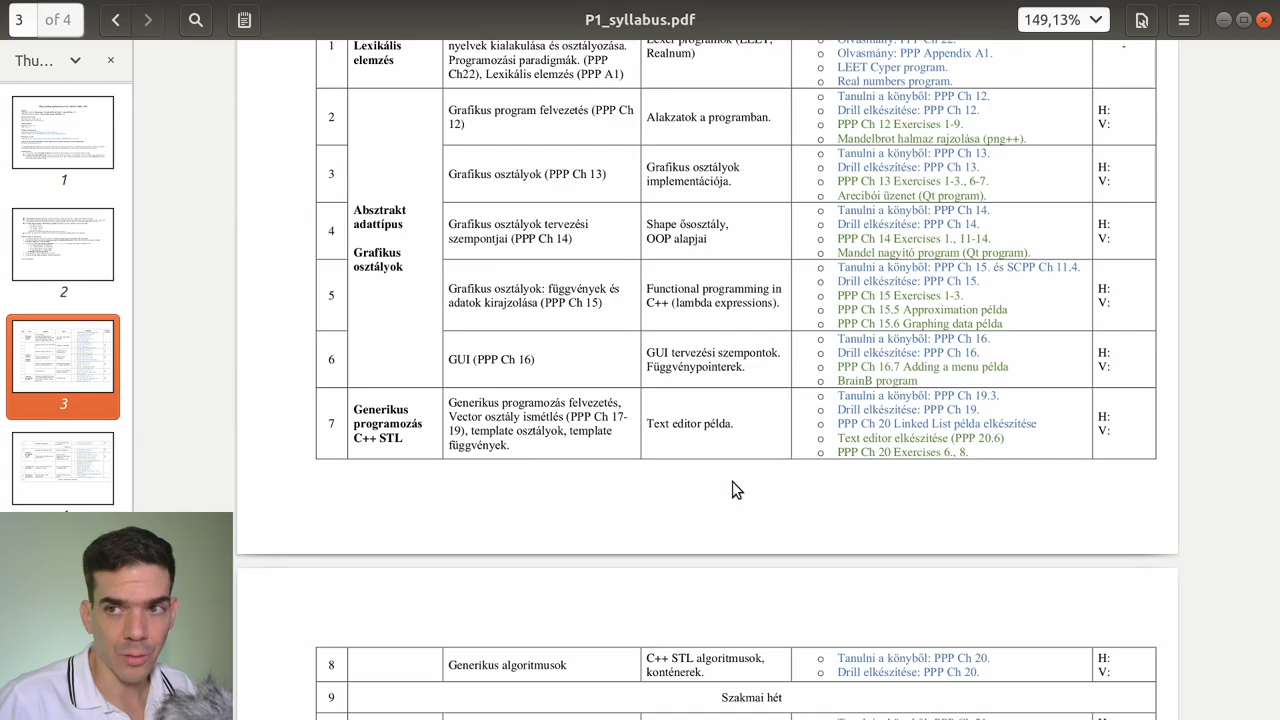 3 of 4
P1_syllabus.pdf
149,13%
Thu...
1
2
3
1
Lexikális
elemzés
nyelvek kialakulása és osztályozása.
Programozási paradigmák. (PPP
Ch22), Lexikális elemzés (PPP A1)
Realnum)
Olvasmány: PPP Appendix A1.
LEET Cyper program.
Real numbers program.
-
2
Grafikus program felvezetés (PPP Ch
12)
Alakzatok a programban.
Tanulni a könyből: PPP Ch 12.
Drill elkészítése: PPP Ch 12.
PPP Ch 12 Exercises 1-9.
Mandelbrot halmaz rajzolása (png++).
H:
V:
3
Grafikus osztályok (PPP Ch 13)
Grafikus osztályok
implementációja.
Tanulni a könyből: PPP Ch 13.
Drill elkészítése: PPP Ch 13.
PPP Ch 13 Exercises 1-3., 6-7.
Arecibói üzenet (Qt program).
H:
V:
Absztrakt
adattípus
Grafikus
osztályok
4
Grafikus osztályok tervezési
szempontjai (PPP Ch 14)
Shape ősosztály,
OOP alapjai
Tanulni a könyből: PPP Ch 14.
Drill elkészítése: PPP Ch 14.
PPP Ch 14 Exercises 1., 11-14.
Mandel nagyító program (Qt program).
H:
V:
5
Grafikus osztályok: függvények és
adatok kirajzolása (PPP Ch 15)
Functional programming in
C++ (lambda expressions).
Tanulni a könyből: PPP Ch 15. és SCPP Ch 11.4.
Drill elkészítése: PPP Ch 15.
PPP Ch 15 Exercises 1-3.
PPP Ch 15.5 Approximation példa
PPP Ch 15.6 Graphing data példa
H:
V:
6
GUI (PPP Ch 16)
GUI tervezési szempontok.
Függvénypointerek.
Tanulni a könyből: PPP Ch 16.
Drill elkészítése: PPP Ch 16.
PPP Ch 16.7 Adding a menu példa
BrainB program
H:
V:
7
Generikus
programozás
C++ STL
Generikus programozás felvezetés,
Vector osztály ismétlés (PPP Ch 17-
19), template osztályok, template
függvények.
Text editor példa.
Tanulni a könyből: PPP Ch 19.3.
Drill elkészítése: PPP Ch 19.
PPP Ch 20 Linked List példa elkészítése
Text editor elkészítése (PPP 20.6)
PPP Ch 20 Exercises 6., 8.
H:
V:
8
Generikus algoritmusok
C++ STL algoritmusok,
konténerek.
Tanulni a könyből: PPP Ch 20.
Drill elkészítése: PPP Ch 20.
H:
V:
9
Szakmai hét